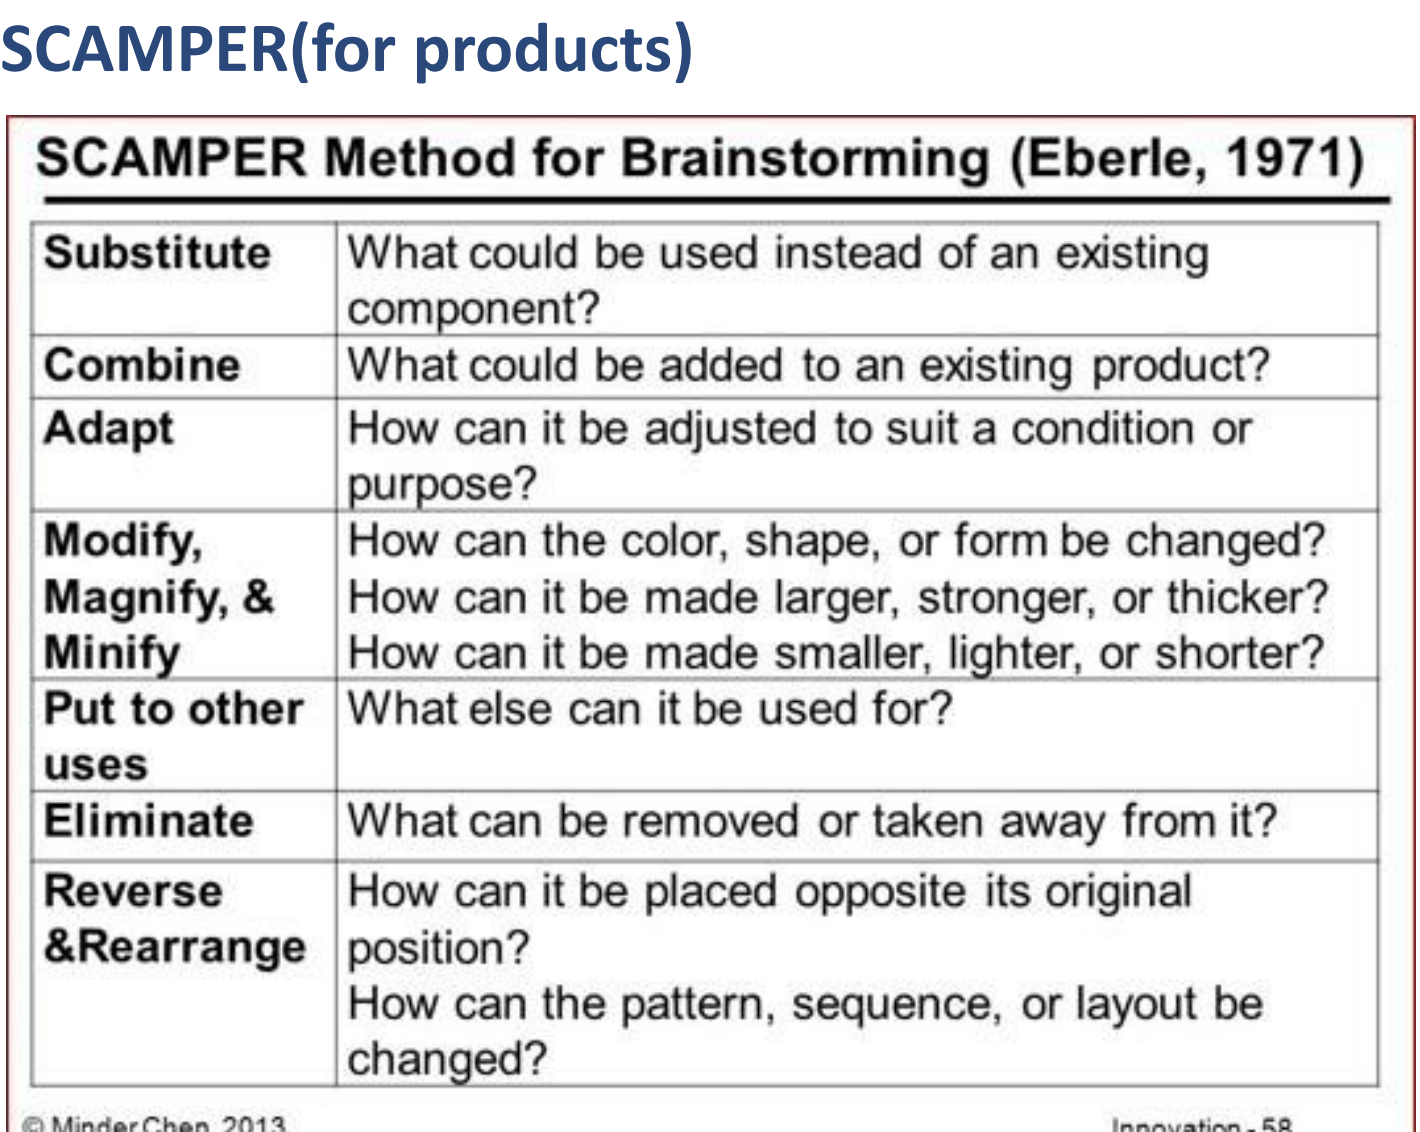 SCAMPER(for products)
SCAMPER Method for Brainstorming (Eberle, 1971)
Substitute
What could be used instead of an existing
component?
Combine
What could be added to an existing product?
Adapt
How can it be adjusted to suit a condition or
purpose?
Modify,
Magnify, &
Minify
How can the color, shape, or form be changed?
How can it be made larger, stronger, or thicker?
How can it be made smaller, lighter, or shorter?
Put to other
uses
What else can it be used for?
Eliminate
What can be removed or taken away from it?
Reverse
&Rearrange
How can it be placed opposite its original
position?
How can the pattern, sequence, or layout be
changed?
© Minder Chen, 2013
Innovation - 58